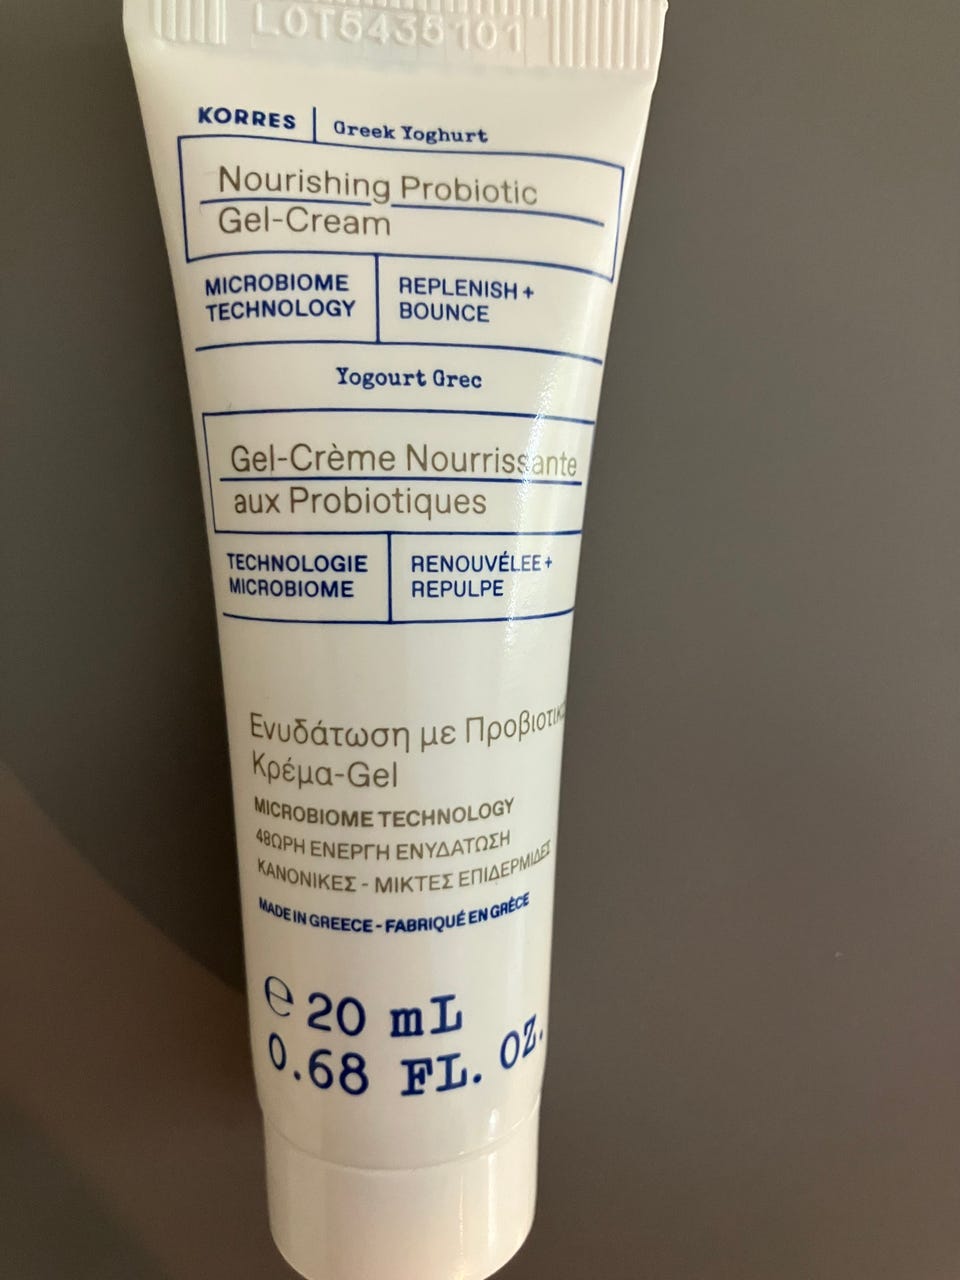 LOT5435101
KORRES | Greek Yoghurt
Nourishing Probiotic
Gel-Cream
MICROBIOME
TECHNOLOGY
REPLENISH +
BOUNCE
Yogourt Grec
Gel-Crème Nourrissante
aux Probiotiques
TECHNOLOGIE
MICROBIOME
RENOUVÉLEE +
REPULPE
Ενυδάτωση με
Κρέμα-Gel
MICROBIOME TECHNOLOGY
48ΩΡΗ ΕΝΕΡΓΗ ΕΝΥΔΑΤΩΣΗ
ΚΑΝΟΝΙΚΕΣ - ΜΙΚΤΕΣ ΕΠΙΔΕΡΜΙΔΕΣ
MADE IN GREECE - FABRIQUÉ EN GRÈCE
℮ 20 mL
0.68 FL. OZ.